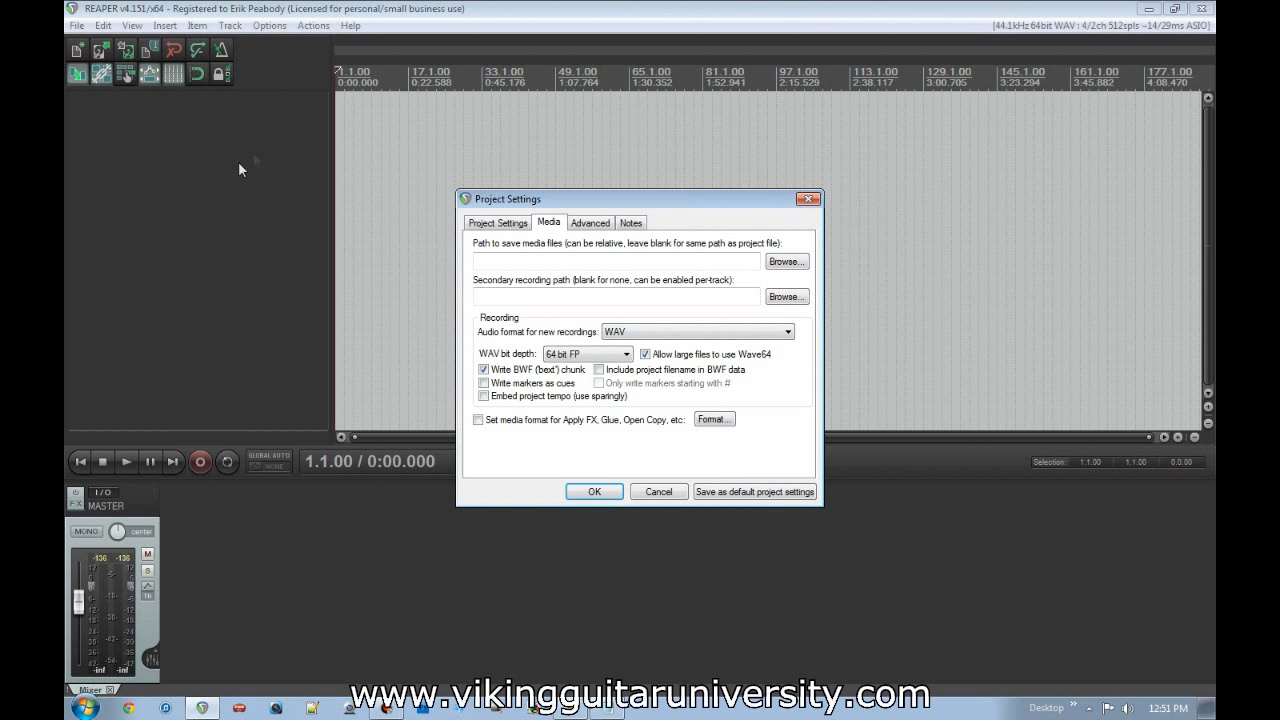 REAPER v4.151/x64 - Registered to Erik Peabody (Licensed for personal/small business use)
File Edit View Insert Item Track Options Actions Help
[44.1kHz 64bit WAV : 4/2ch 512spls ~14/29ms ASIO]
1.1.00 17.1.00 33.1.00 49.1.00 65.1.00 81.1.00 97.1.00 113.1.00 129.1.00 145.1.00 161.1.00 177.1.00
0:00.000 0:22.588 0:45.176 1:07.764 1:30.352 1:52.941 2:15.529 2:38.117 3:00.705 3:23.294 3:45.882 4:08.470
Project Settings
Project Settings Media Advanced Notes
Path to save media files (can be relative, leave blank for same path as project file):
Browse...
Secondary recording path (blank for none, can be enabled per-track):
Browse...
Recording
Audio format for new recordings: WAV
WAV bit depth: 64 bit FP Allow large files to use Wave64
Write BWF ('bext') chunk Include project filename in BWF data
Write markers as cues Only write markers starting with #
Embed project tempo (use sparingly)
Set media format for Apply FX, Glue, Open Copy, etc: Format...
OK Cancel Save as default project settings
GLOBAL AUTO
NONE
1.1.00 / 0:00.000
Selection: 1.1.00 1.1.00 0.0.00
I/O
FX MASTER
MONO center
-136 -136 M
S
TR
-inf -inf
Mixer
www.vikingguitaruniversity.com
Desktop 12:51 PM